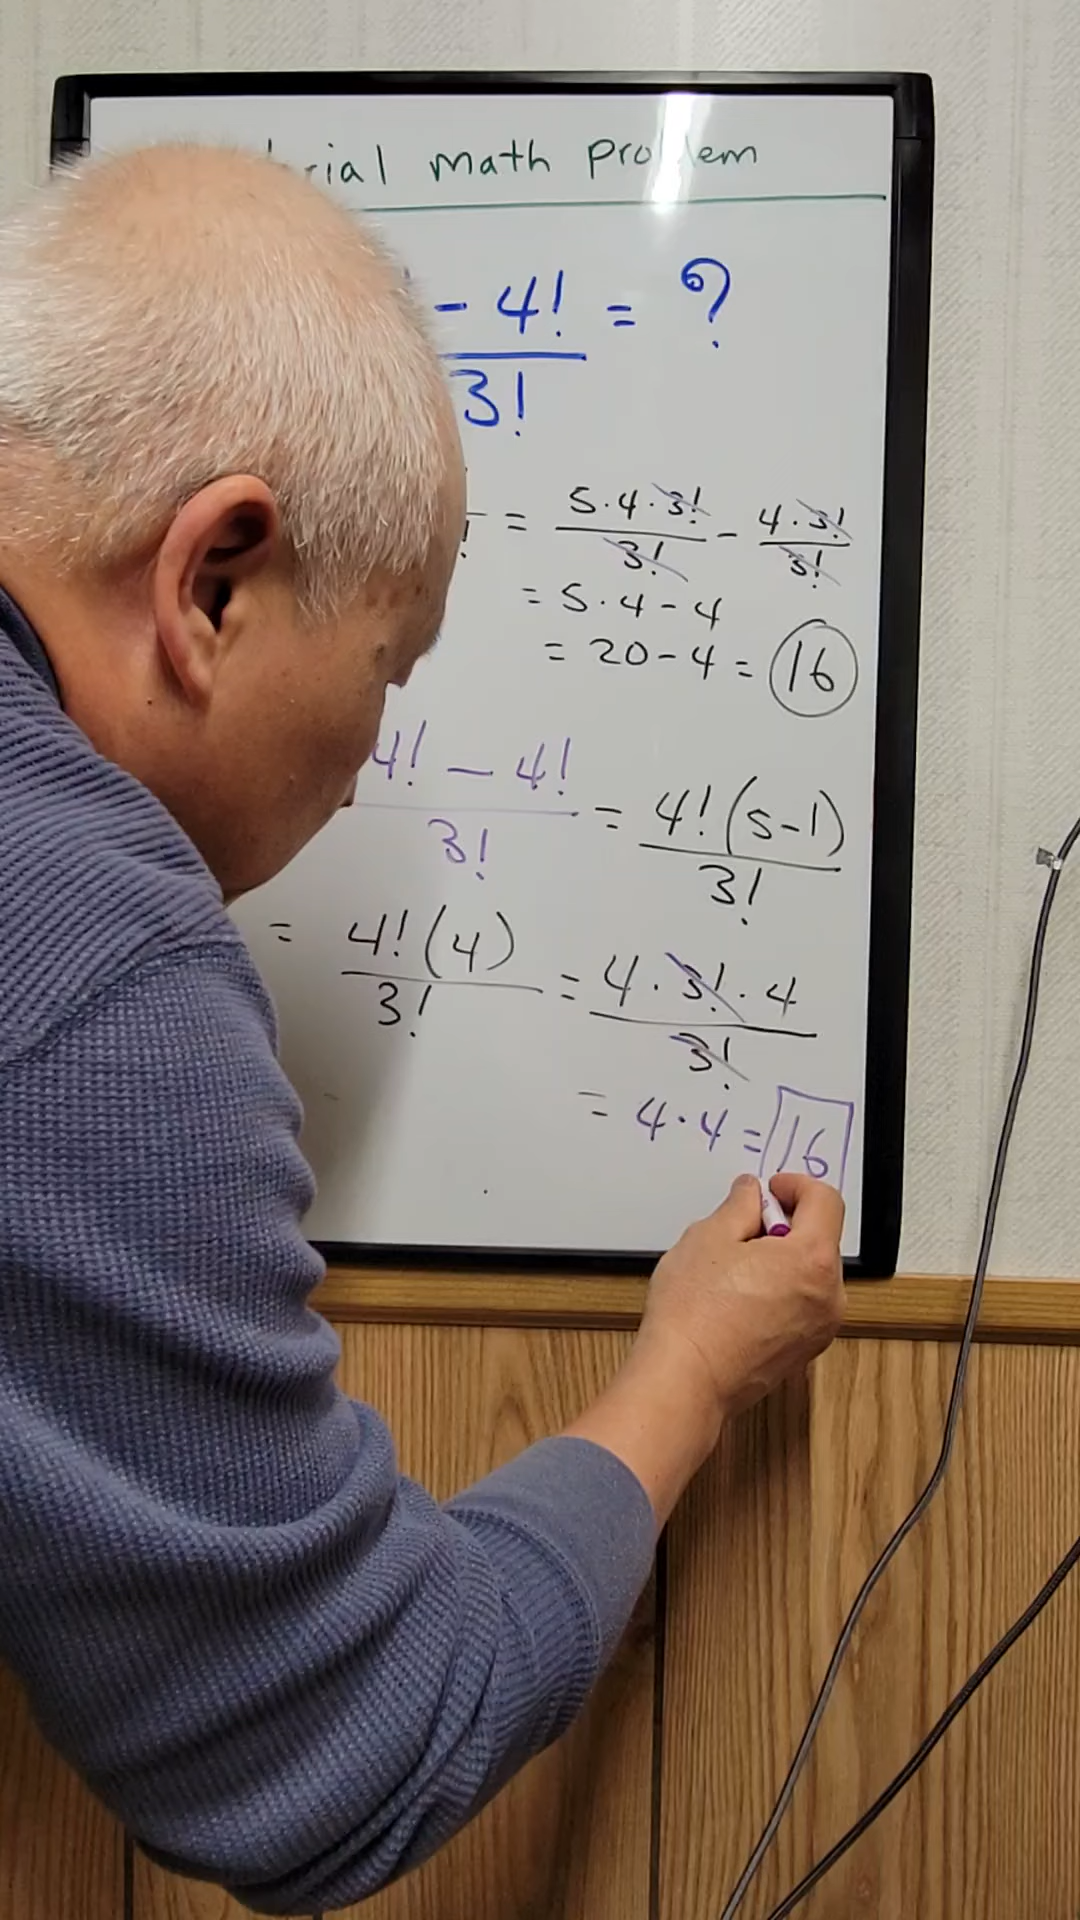 math problem
- 4! = ?
3!
= 5·4·3!/3! - 4·3!/3!
= 5·4-4
= 20-4 = 16
4! - 4!/3! = 4!(5-1)/3!
= 4!(4)/3! = 4·3!·4/3!
= 4·4 = 16